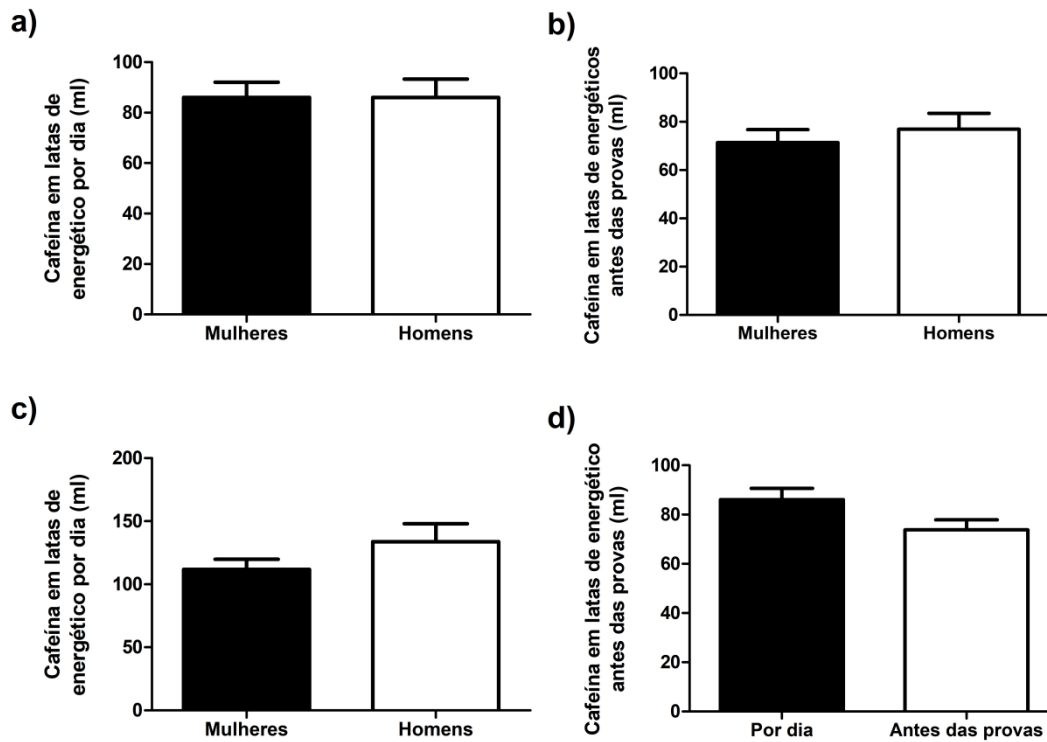 a)
Cafeína em latas de
energético por dia (ml)
100
80
60
40
20
0
Mulheres
Homens
b)
Cafeína em latas de energéticos
antes das provas (ml)
100
80
60
40
20
0
Mulheres
Homens
c)
Cafeína em latas de
energético por dia (ml)
200
150
100
50
0
Mulheres
Homens
d)
Cafeína em latas de energético
antes das provas (ml)
100
80
60
40
20
0
Por dia
Antes das provas